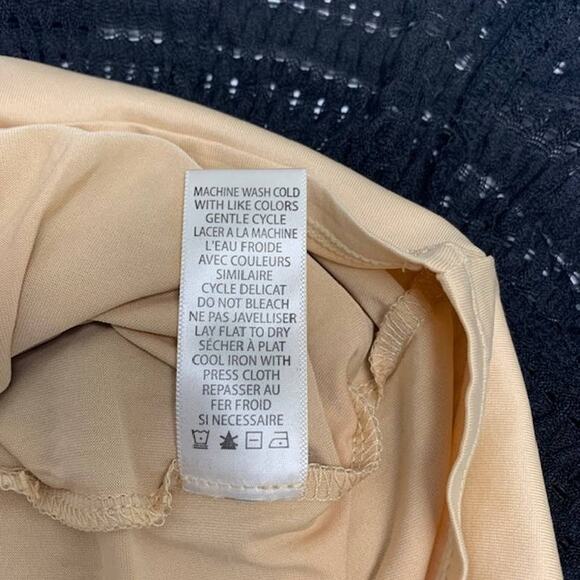 MACHINE WASH COLD
WITH LIKE COLORS
GENTLE CYCLE
LACER A LA MACHINE
L'EAU FROIDE
AVEC COULEURS
SIMILAIRE
CYCLE DELICAT
DO NOT BLEACH
NE PAS JAVELLISER
LAY FLAT TO DRY
SÉCHER À PLAT
COOL IRON WITH
PRESS CLOTH
REPASSER AU
FER FROID
SI NECESSAIRE